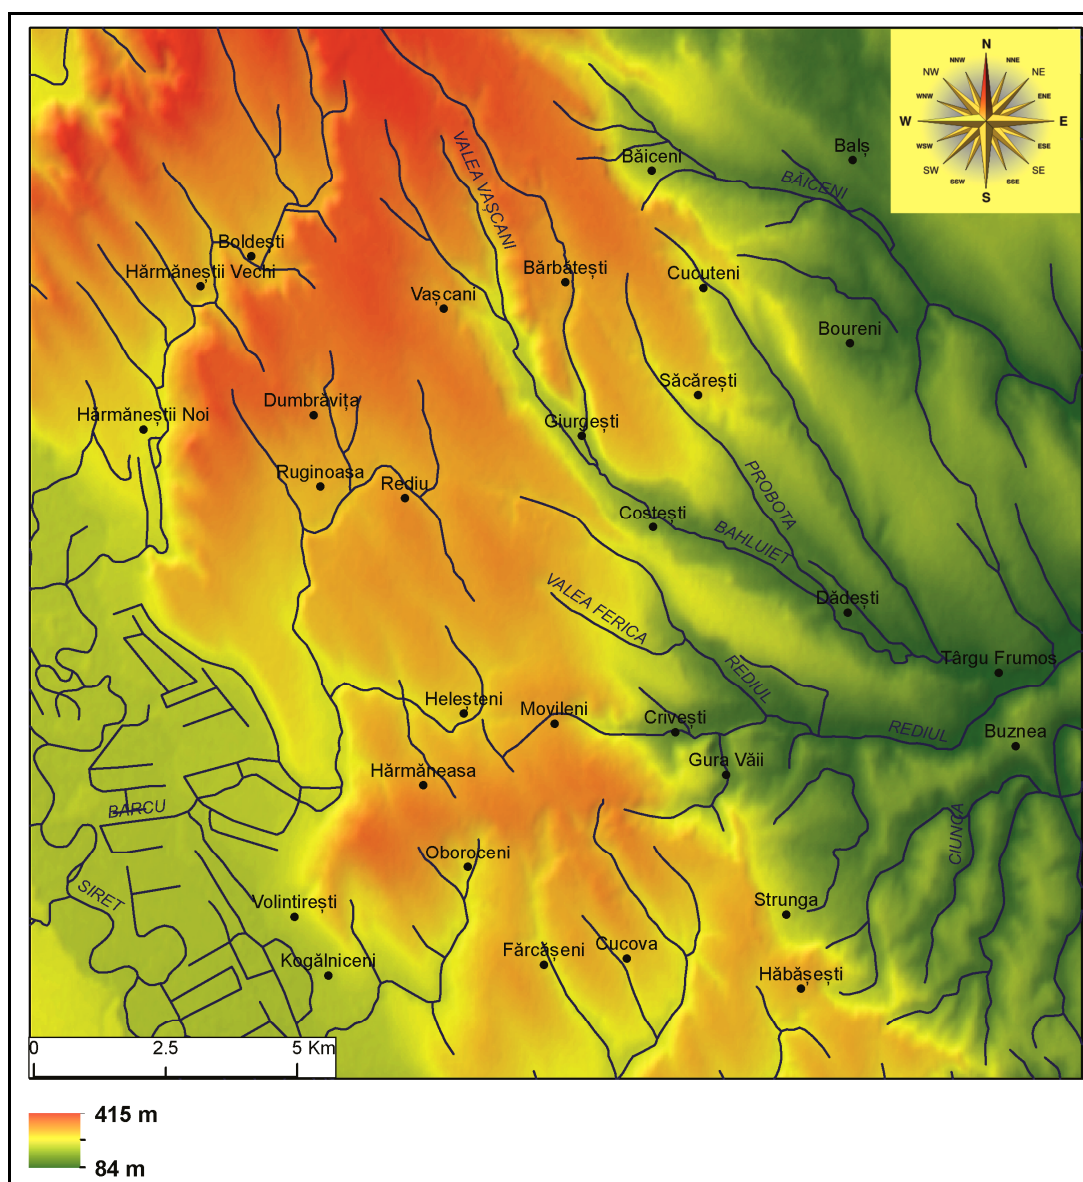 N
NNW
NNE
NW
NE
WNW
ENE
W
E
WSW
ESE
SW
SE
SSW
SSE
S
Balș
Băiceni
BĂICENI
VALEA VAȘCANI
Boldești
Hărmăneștii Vechi
Bărbătești
Cucuteni
Vașcani
Boureni
Săcărești
Dumbrăvița
Hărmăneștii Noi
Giurgești
Ruginoasa
Rediu
PROBOTA
Costești
BAHLUIET
VALEA FERICA
Dădești
REDIUL
Târgu Frumos
Heleșteni
Movileni
Crivești
REDIUL
Buznea
Gura Văii
Hărmăneasa
BARCU
CIUNCA
Oboroceni
SIRET
Volintirești
Strunga
Fărcășeni
Cucova
Kogălniceni
Hăbășești
0
2.5
5 Km
415 m
84 m